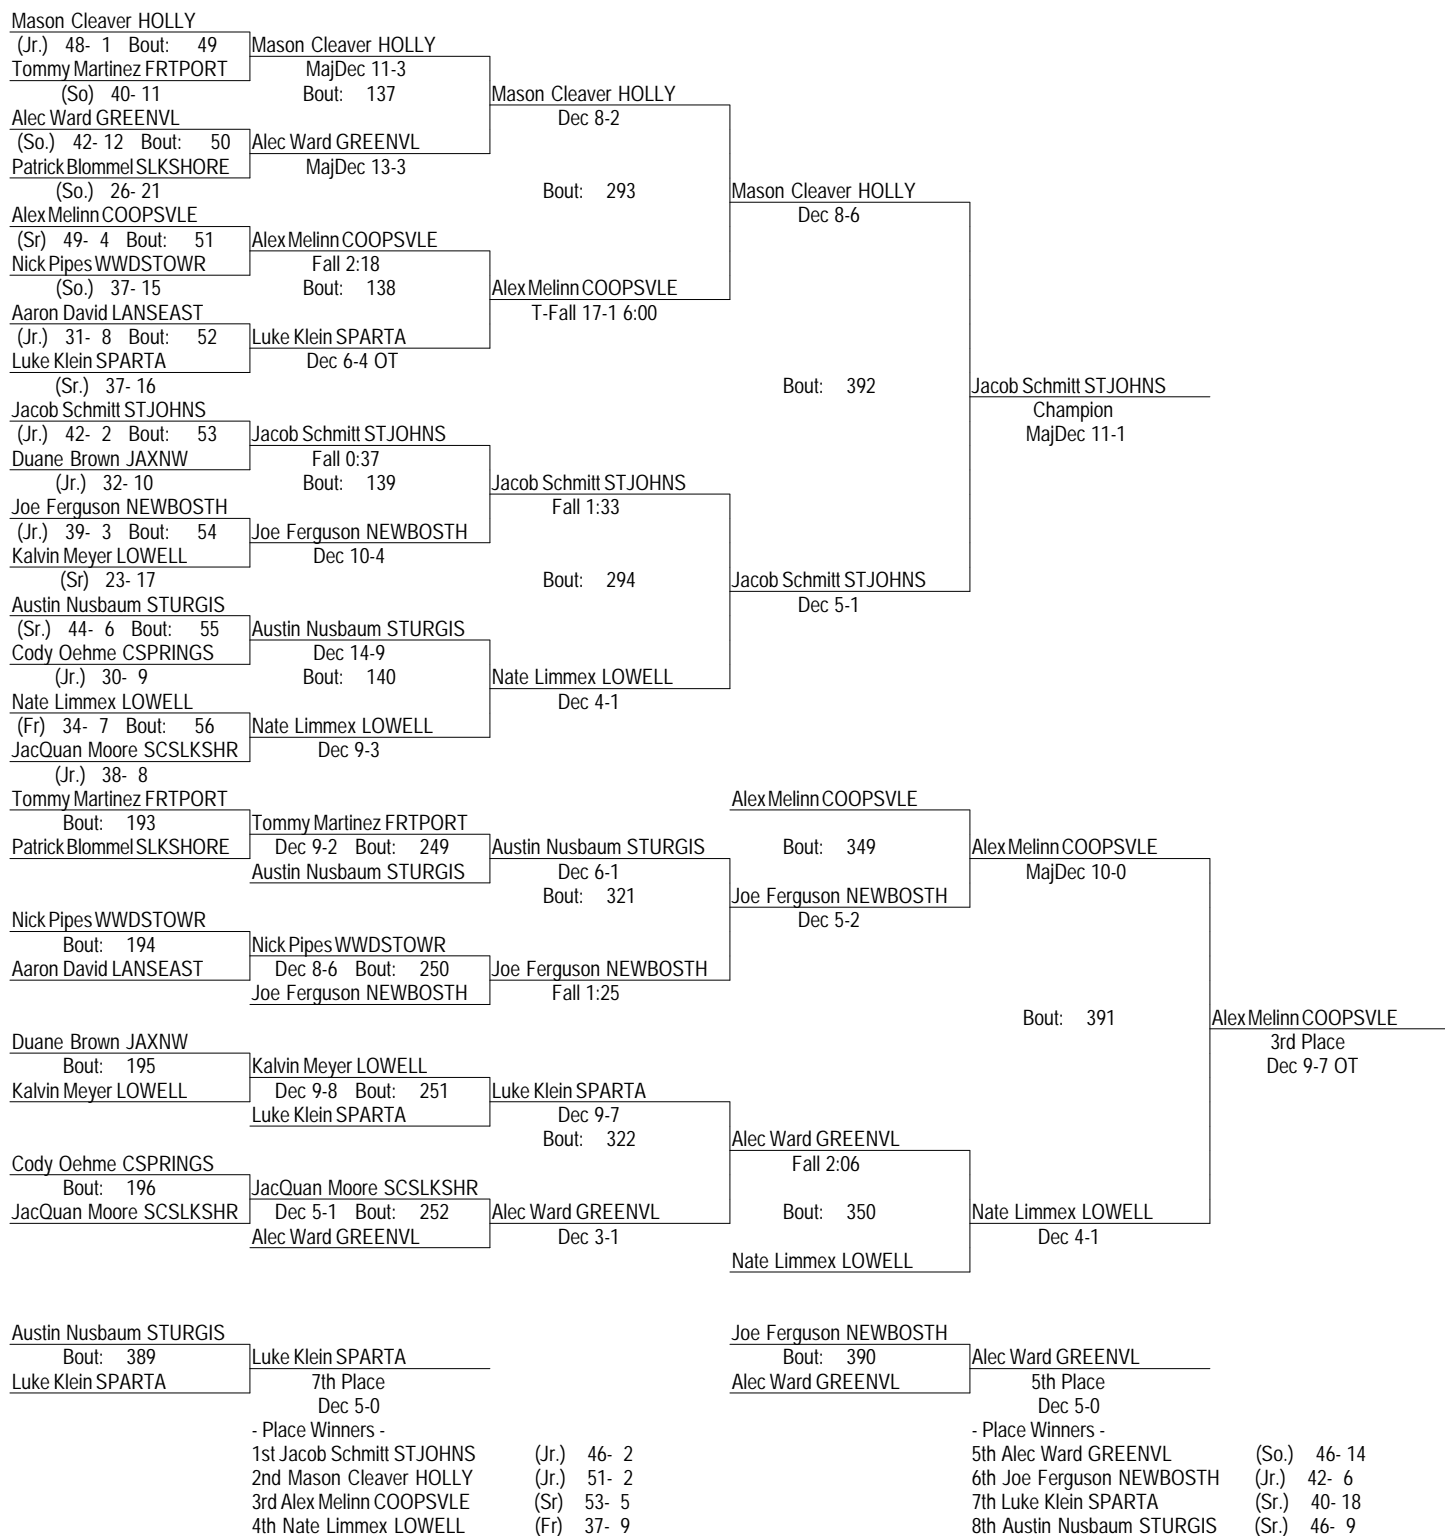 Mason Cleaver HOLLY
(Jr.) 48- 1 Bout: 49 Mason Cleaver HOLLY
Tommy Martinez FRTPORT MajDec 11-3
(So) 40- 11 Bout: 137 Mason Cleaver HOLLY
Alec Ward GREENVL Dec 8-2
(So.) 42- 12 Bout: 50 Alec Ward GREENVL
Patrick Blommel SLKSHORE MajDec 13-3
(So.) 26- 21 Bout: 293 Mason Cleaver HOLLY
Alex Melinn COOPSVLE Dec 8-6
(Sr) 49- 4 Bout: 51 Alex Melinn COOPSVLE
Nick Pipes WWDSTOWR Fall 2:18
(So.) 37- 15 Bout: 138 Alex Melinn COOPSVLE
Aaron David LANSEAST T-Fall 17-1 6:00
(Jr.) 31- 8 Bout: 52 Luke Klein SPARTA
Luke Klein SPARTA Dec 6-4 OT
(Sr.) 37- 16 Bout: 392 Jacob Schmitt STJOHNS
Jacob Schmitt STJOHNS Champion
(Jr.) 42- 2 Bout: 53 Jacob Schmitt STJOHNS MajDec 11-1
Duane Brown JAXNW Fall 0:37
(Jr.) 32- 10 Bout: 139 Jacob Schmitt STJOHNS
Joe Ferguson NEWBOSTH Fall 1:33
(Jr.) 39- 3 Bout: 54 Joe Ferguson NEWBOSTH
Kalvin Meyer LOWELL Dec 10-4
(Sr) 23- 17 Bout: 294 Jacob Schmitt STJOHNS
Austin Nusbaum STURGIS Dec 5-1
(Sr.) 44- 6 Bout: 55 Austin Nusbaum STURGIS
Cody Oehme CSPRINGS Dec 14-9
(Jr.) 30- 9 Bout: 140 Nate Limmex LOWELL
Nate Limmex LOWELL Dec 4-1
(Fr) 34- 7 Bout: 56 Nate Limmex LOWELL
JacQuan Moore SCSLKSHR Dec 9-3
(Jr.) 38- 8
Tommy Martinez FRTPORT Alex Melinn COOPSVLE
Bout: 193 Tommy Martinez FRTPORT
Patrick Blommel SLKSHORE Dec 9-2 Bout: 249 Austin Nusbaum STURGIS Bout: 349 Alex Melinn COOPSVLE
Austin Nusbaum STURGIS Dec 6-1 MajDec 10-0
Bout: 321 Joe Ferguson NEWBOSTH
Nick Pipes WWDSTOWR Dec 5-2
Bout: 194 Nick Pipes WWDSTOWR
Aaron David LANSEAST Dec 8-6 Bout: 250 Joe Ferguson NEWBOSTH
Joe Ferguson NEWBOSTH Fall 1:25
Bout: 391 Alex Melinn COOPSVLE
Duane Brown JAXNW 3rd Place
Bout: 195 Kalvin Meyer LOWELL Dec 9-7 OT
Kalvin Meyer LOWELL Dec 9-8 Bout: 251 Luke Klein SPARTA
Luke Klein SPARTA Dec 9-7
Bout: 322 Alec Ward GREENVL
Cody Oehme CSPRINGS Fall 2:06
Bout: 196 JacQuan Moore SCSLKSHR
JacQuan Moore SCSLKSHR Dec 5-1 Bout: 252 Alec Ward GREENVL Bout: 350 Nate Limmex LOWELL
Alec Ward GREENVL Dec 3-1 Dec 4-1
Nate Limmex LOWELL
Austin Nusbaum STURGIS Joe Ferguson NEWBOSTH
Bout: 389 Luke Klein SPARTA Bout: 390 Alec Ward GREENVL
Luke Klein SPARTA 7th Place Alec Ward GREENVL 5th Place
Dec 5-0 Dec 5-0
- Place Winners - - Place Winners -
1st Jacob Schmitt STJOHNS (Jr.) 46- 2 5th Alec Ward GREENVL (So.) 46- 14
2nd Mason Cleaver HOLLY (Jr.) 51- 2 6th Joe Ferguson NEWBOSTH (Jr.) 42- 6
3rd Alex Melinn COOPSVLE (Sr) 53- 5 7th Luke Klein SPARTA (Sr.) 40- 18
4th Nate Limmex LOWELL (Fr) 37- 9 8th Austin Nusbaum STURGIS (Sr.) 46- 9